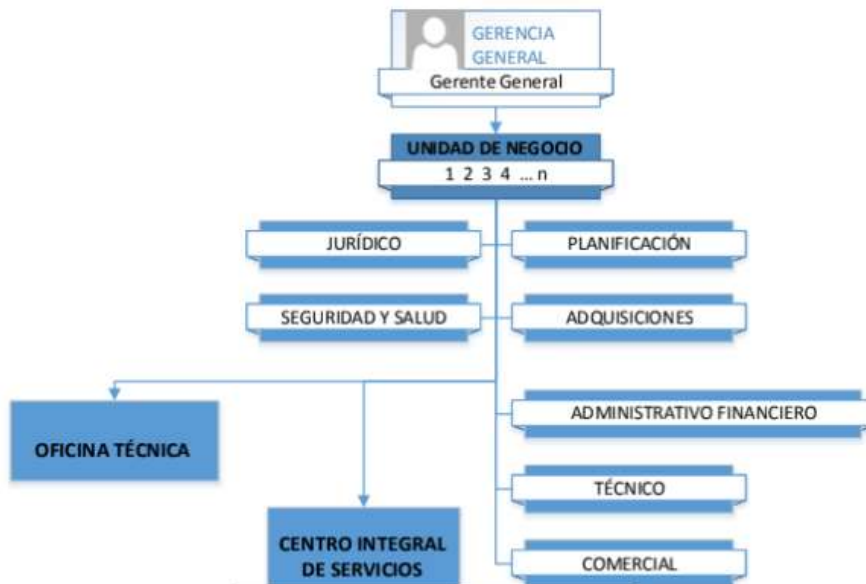 GERENCIA
GENERAL
Gerente General
UNIDAD DE NEGOCIO
1 2 3 4 ... n
JURÍDICO
PLANIFICACIÓN
SEGURIDAD Y SALUD
ADQUISICIONES
ADMINISTRATIVO FINANCIERO
OFICINA TÉCNICA
TÉCNICO
CENTRO INTEGRAL
DE SERVICIOS
COMERCIAL